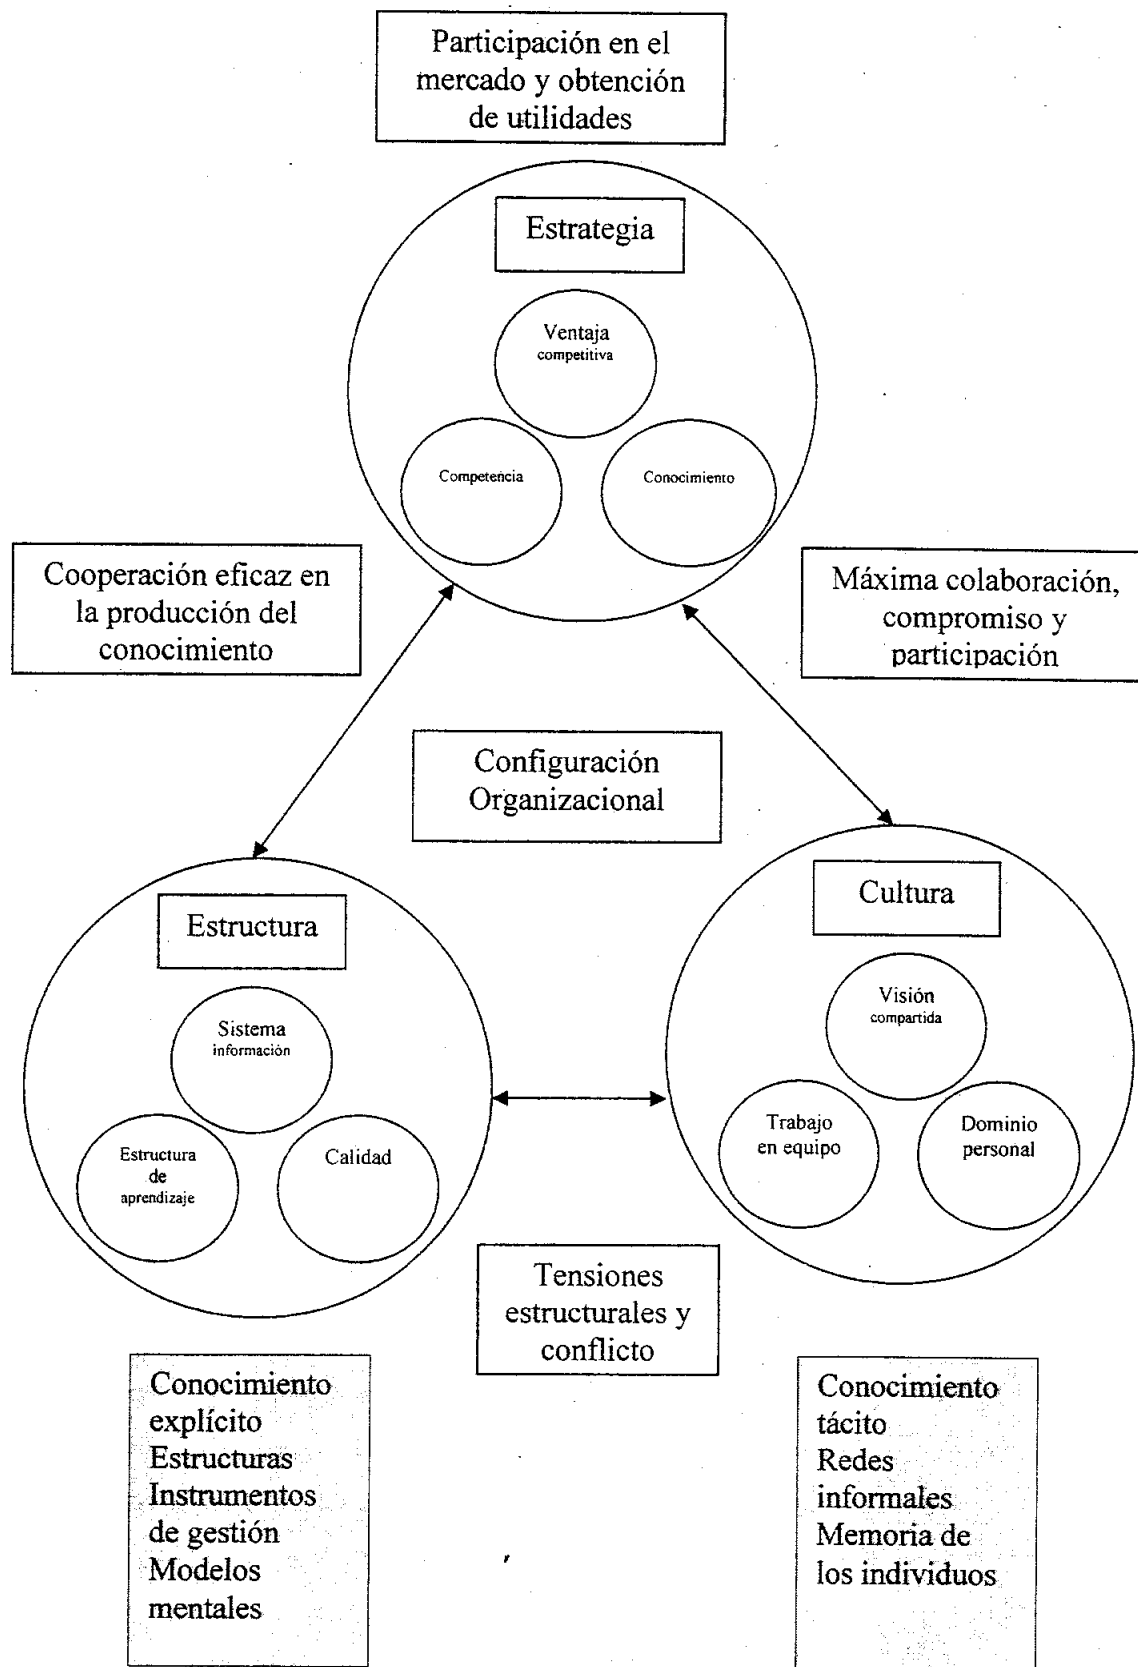 Participación en el
mercado y obtención
de utilidades
Estrategia
Ventaja
competitiva
Competencia
Conocimiento
Cooperación eficaz en
la producción del
conocimiento
Máxima colaboración,
compromiso y
participación
Configuración
Organizacional
Estructura
Sistema
información
Estructura
de
aprendizaje
Calidad
Cultura
Visión
compartida
Trabajo
en equipo
Dominio
personal
Tensiones
estructurales y
conflicto
Conocimiento
explícito
Estructuras
Instrumentos
de gestión
Modelos
mentales
Conocimiento
tácito
Redes
informales
Memoria de
los individuos